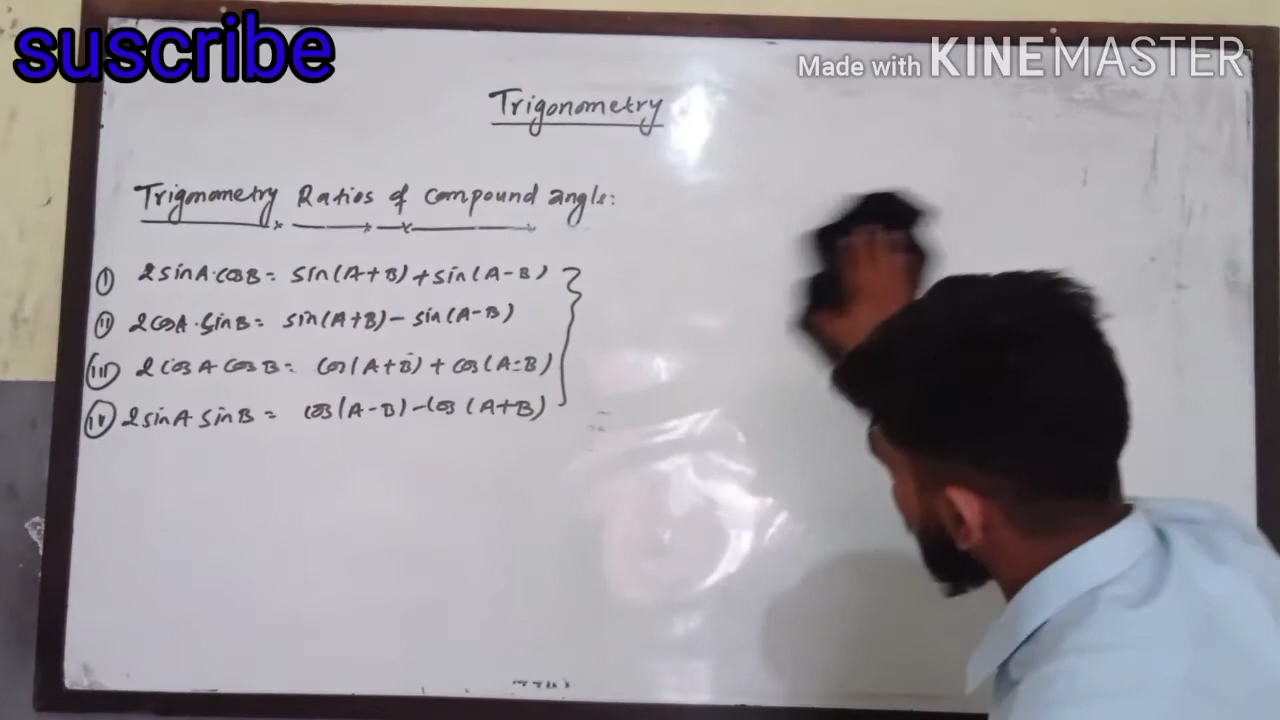 suscribe
Made with KINEMASTER
Trigonometry
Trigonometry Ratios of compound angle:
(i) 2sinA·cosB = sin(A+B)+sin(A-B)
(ii) 2cosA·sinB = sin(A+B)-sin(A-B)
(iii) 2cosA cosB = cos(A+B)+cos(A-B)
(iv) 2sinA sinB = cos(A-B)-cos(A+B)